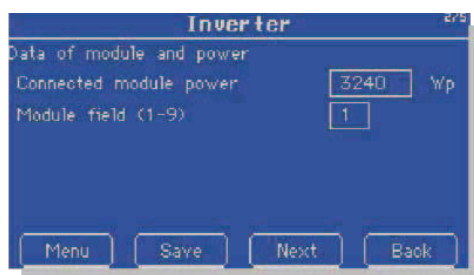 Inverter 2/5
Data of module and power
Connected module power 3240 Wp
Module field (1-9) 1
Menu Save Next Back